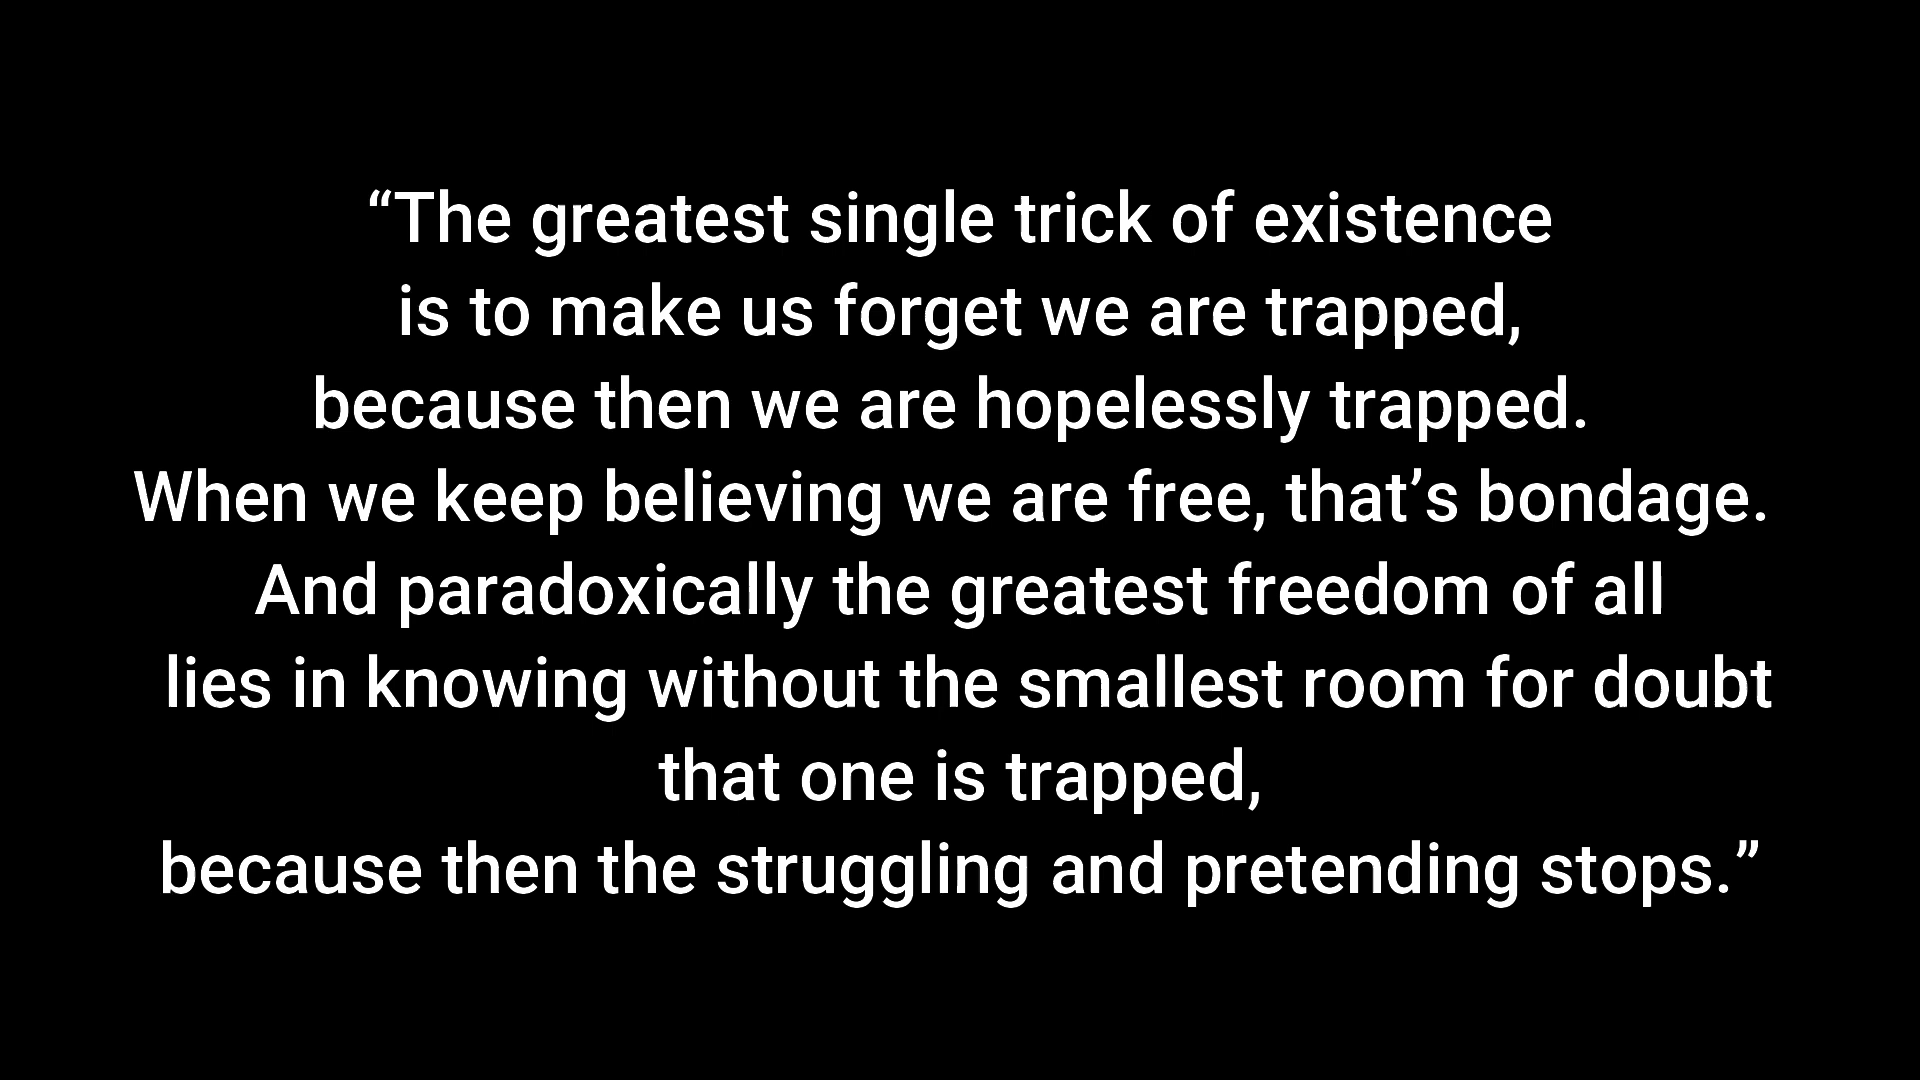 “The greatest single trick of existence
is to make us forget we are trapped,
because then we are hopelessly trapped.
When we keep believing we are free, that’s bondage.
And paradoxically the greatest freedom of all
lies in knowing without the smallest room for doubt
that one is trapped,
because then the struggling and pretending stops.”